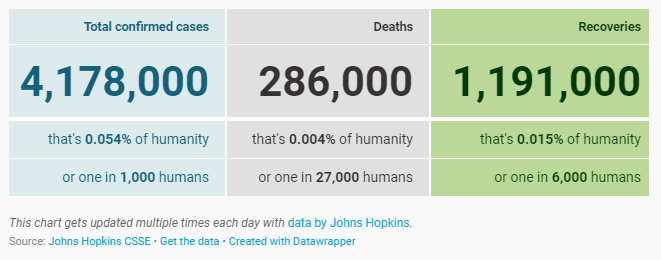 Total confirmed cases Deaths Recoveries
4,178,000 286,000 1,191,000
that's 0.054% of humanity that's 0.004% of humanity that's 0.015% of humanity
or one in 1,000 humans or one in 27,000 humans or one in 6,000 humans
This chart gets updated multiple times each day with data by Johns Hopkins.
Source: Johns Hopkins CSSE • Get the data • Created with Datawrapper